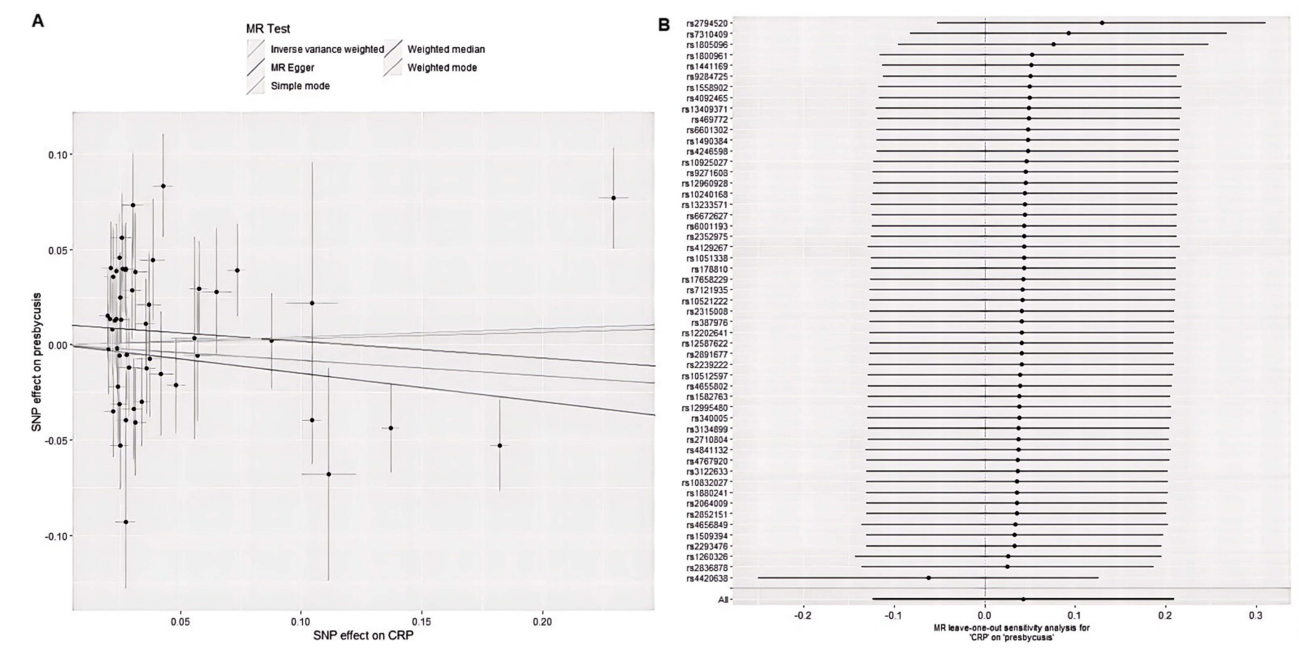 A
MR Test
Inverse variance weighted
Weighted median
MR Egger
Weighted mode
Simple mode
SNP effect on presbycusis
0.10
0.05
0.00
-0.05
-0.10
0.05
0.10
0.15
0.20
SNP effect on CRP
B
rs2794520
rs7310409
rs1805096
rs1800961
rs1441169
rs9284725
rs1558902
rs4092465
rs13409371
rs469772
rs6601302
rs1490384
rs4246598
rs10925027
rs9271608
rs12960928
rs10240168
rs13233571
rs6672627
rs6001193
rs2352975
rs4129267
rs1051338
rs178810
rs17658229
rs7121935
rs10521222
rs2315008
rs387976
rs12202641
rs12587622
rs2891677
rs2239222
rs10512597
rs4655802
rs1582763
rs12995480
rs340005
rs3134899
rs2710804
rs4841132
rs4767920
rs3122633
rs10832027
rs1880241
rs2064009
rs2852151
rs4656849
rs1509394
rs2293476
rs1260326
rs2836878
rs4420638
All
-0.2
-0.1
0.0
0.1
0.2
0.3
MR leave-one-out sensitivity analysis for
'CRP' on 'presbycusis'